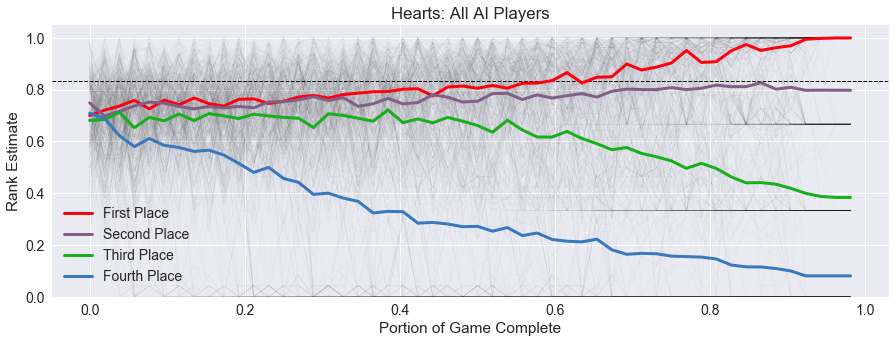 Hearts: All AI Players
Rank Estimate
1.0
0.8
0.6
0.4
0.2
0.0
First Place
Second Place
Third Place
Fourth Place
0.0 0.2 0.4 0.6 0.8 1.0
Portion of Game Complete